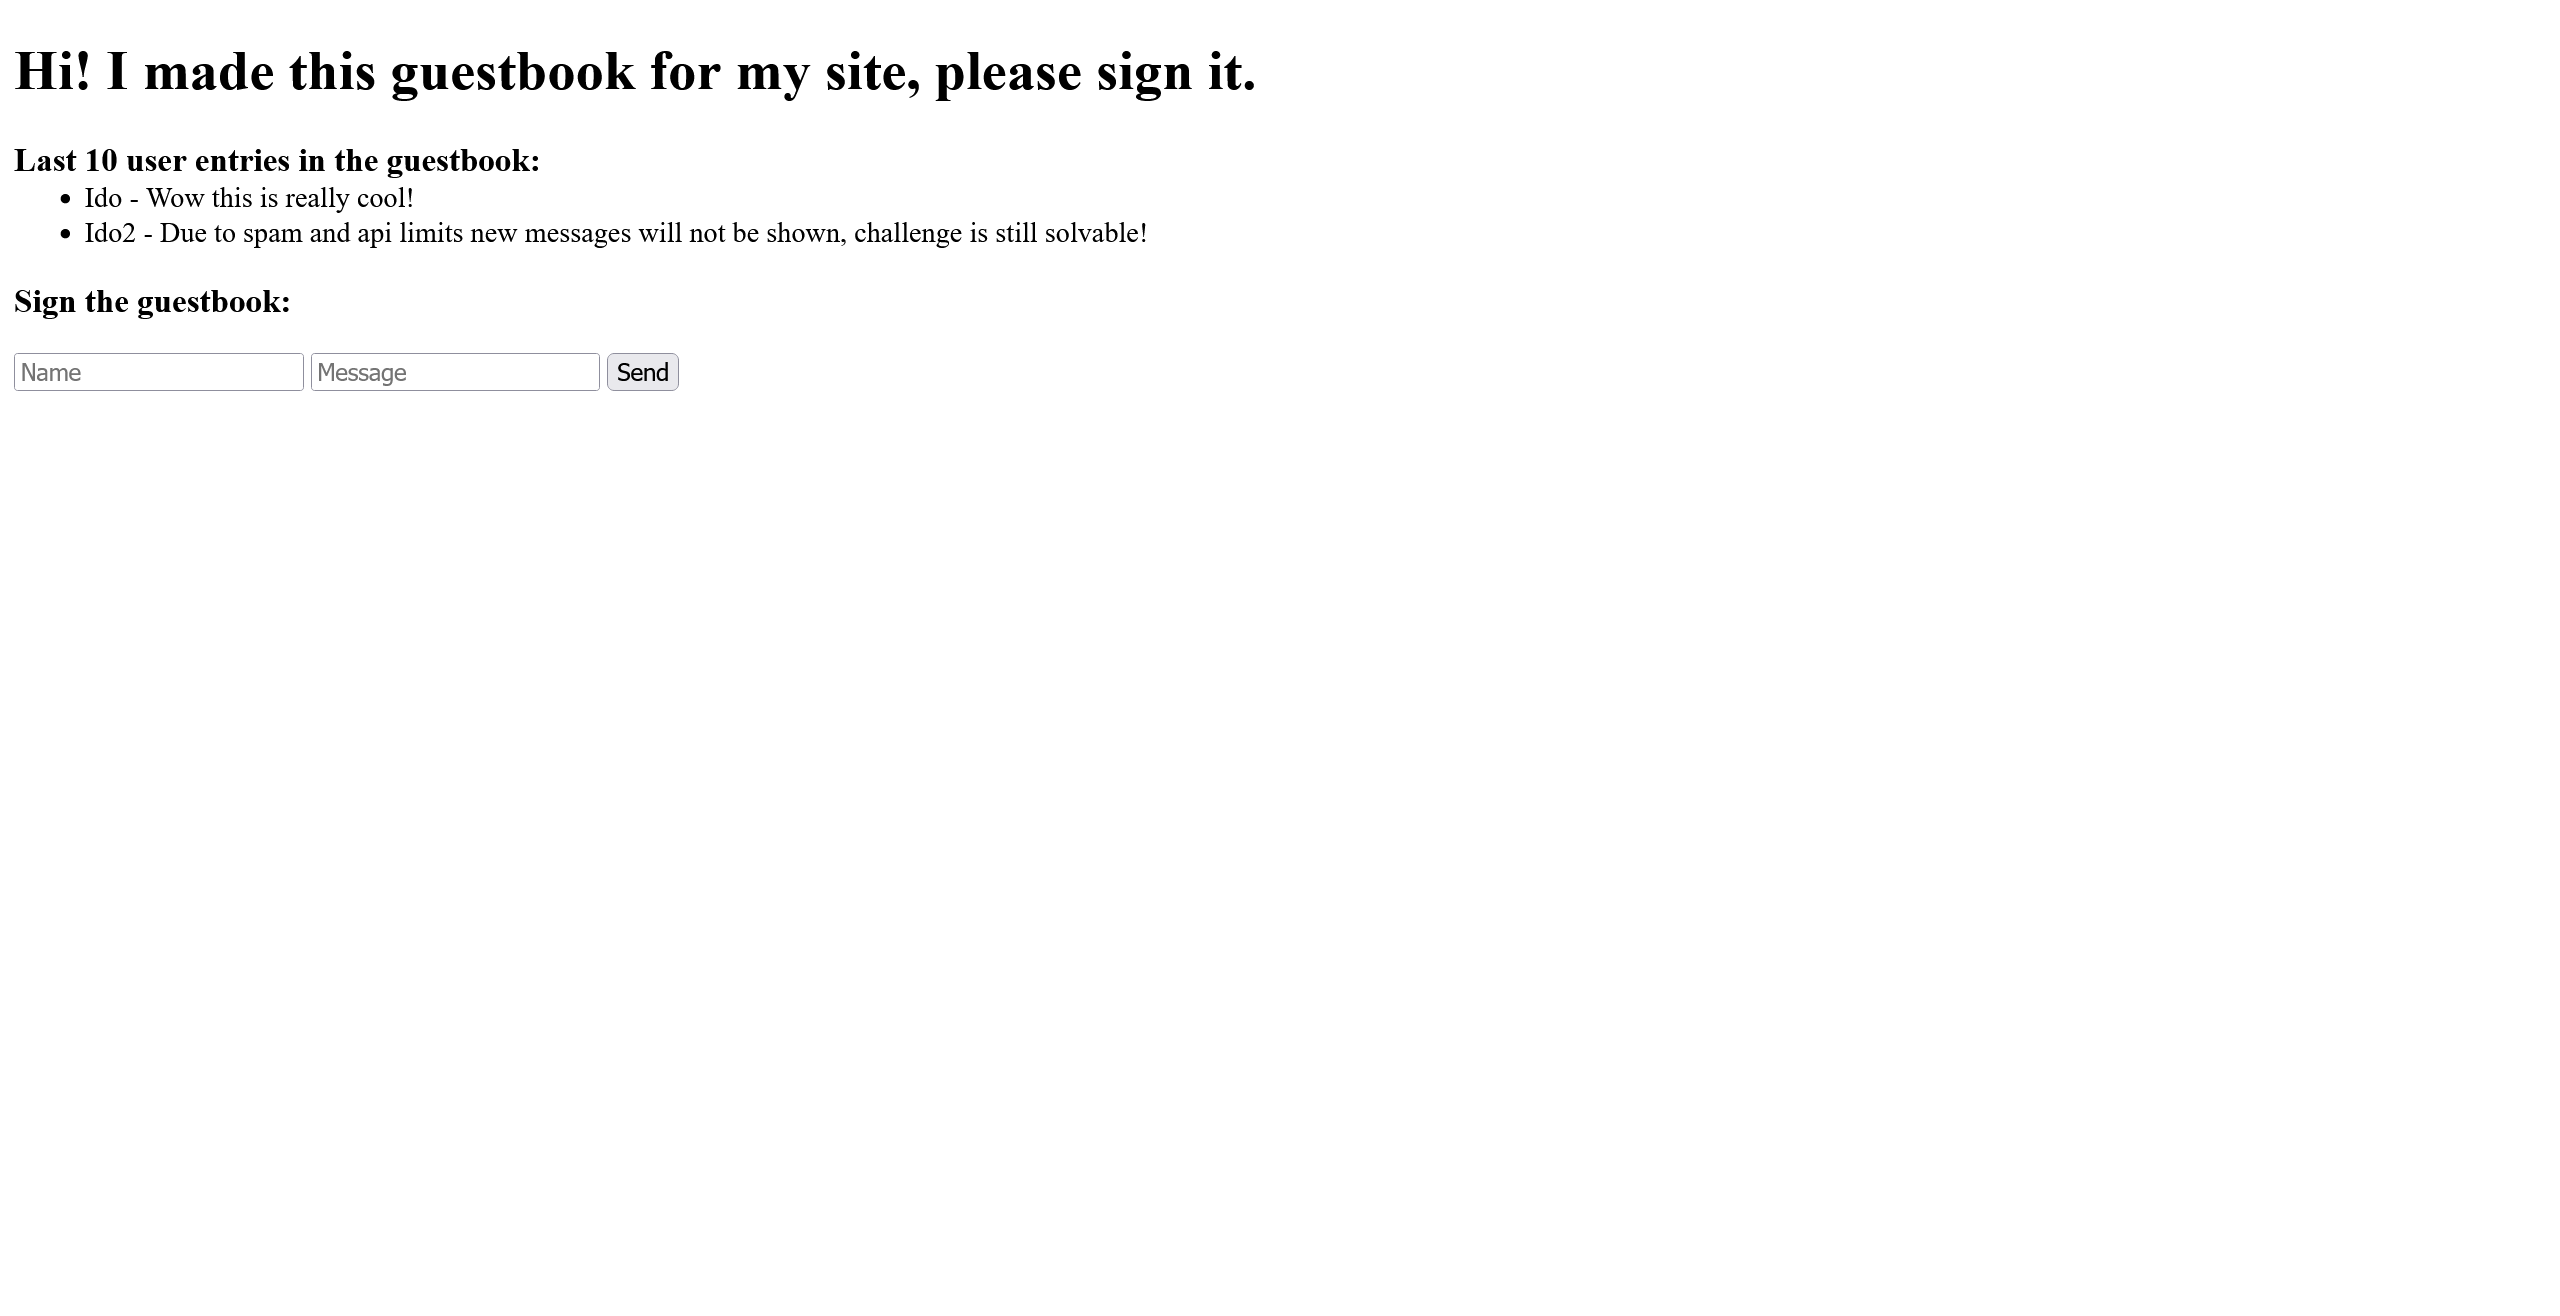 Hi! I made this guestbook for my site, please sign it.
Last 10 user entries in the guestbook:
Ido - Wow this is really cool!
Ido2 - Due to spam and api limits new messages will not be shown, challenge is still solvable!
Sign the guestbook:
Name Message Send